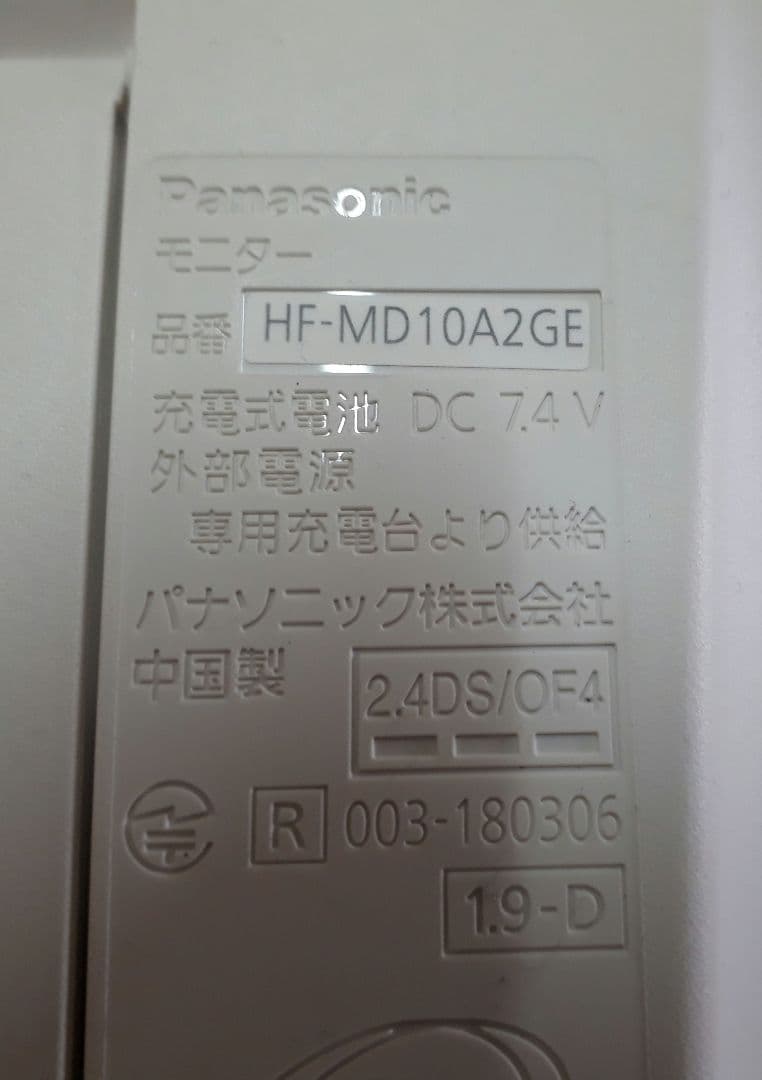 Panasonic
モニター
品番 HF-MD10A2GE
充電式電池 DC 7.4 V
外部電源
専用充電台より供給
パナソニック株式会社
中国製
2.4DS/OF4
R 003-180306
1.9-D